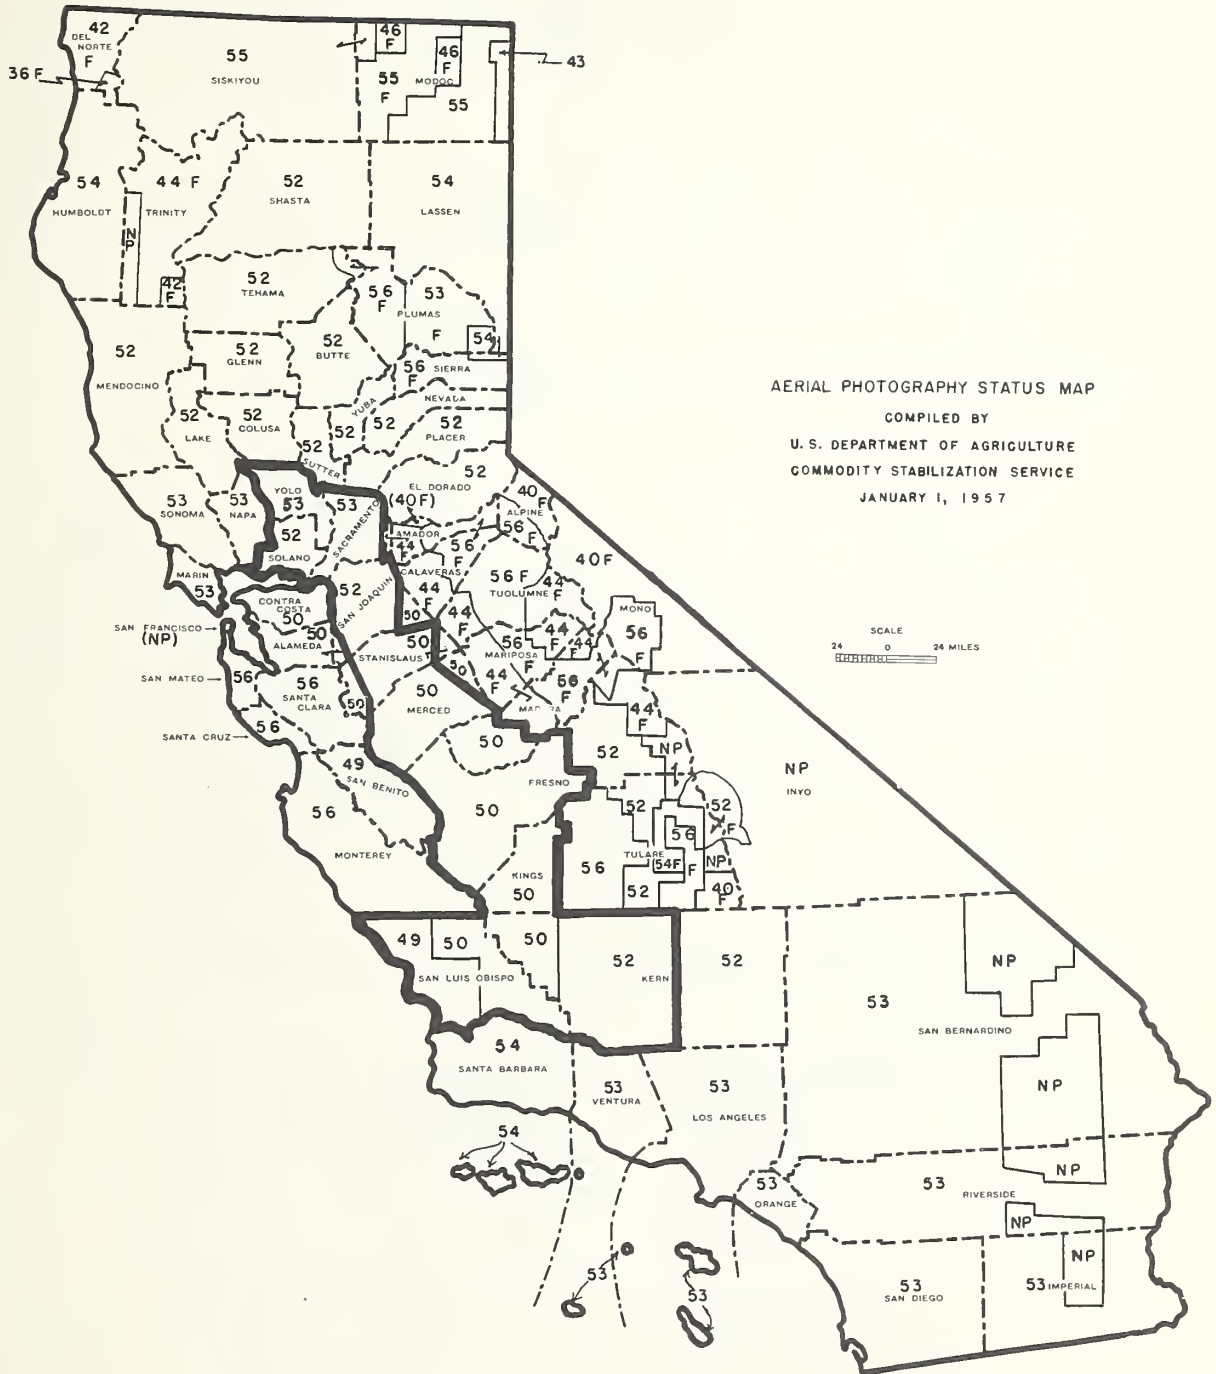 42
DEL
NORTE
F
36 F
55
SISKIYOU
46
F
46
F
43
55
F
MODOC
55
54
HUMBOLDT
44 F
TRINITY
NP
42
F
52
SHASTA
54
LASSEN
52
TEHAMA
56
F
53
PLUMAS
F
54
52
MENDOCINO
52
GLENN
52
BUTTE
56
F
SIERRA
NEVADA
YUBA
52
LAKE
52
COLUSA
52
SUTTER
52
52
52
PLACER
AERIAL PHOTOGRAPHY STATUS MAP
COMPILED BY
U.S. DEPARTMENT OF AGRICULTURE
COMMODITY STABILIZATION SERVICE
JANUARY 1, 1957
53
SONOMA
53
NAPA
YOLO
53
52
SOLANO
53
SACRAMENTO
52
EL DORADO
(40F)
AMADOR
44
F
40
F
ALPINE
56
F
56
F
CALAVERAS
40F
MARIN
53
CONTRA
COSTA
50
52
SAN JOAQUIN
44
F
50
56 F
TUOLUMNE
44
F
SAN FRANCISCO
(NP)
50
ALAMEDA
50
STANISLAUS
44
F
50
56
MARIPOSA
F
44
F
44
F
MONO
56
F
SCALE
24 0 24 MILES
SAN MATEO
56
56
SANTA
CLARA
50
50
MERCED
44
F
56
F
MADERA
44
F
SANTA CRUZ
56
50
49
SAN BENITO
52
NP
FRESNO
NP
INYO
56
MONTEREY
50
52
56
52
F
56
TULARE
54F
F
NP
52
40
F
KINGS
50
49
50
50
SAN LUIS OBISPO
52
KERN
52
NP
53
SAN BERNARDINO
54
SANTA BARBARA
53
VENTURA
53
LOS ANGELES
NP
54
53
ORANGE
53
RIVERSIDE
NP
NP
NP
53
53
53
SAN DIEGO
53 IMPERIAL